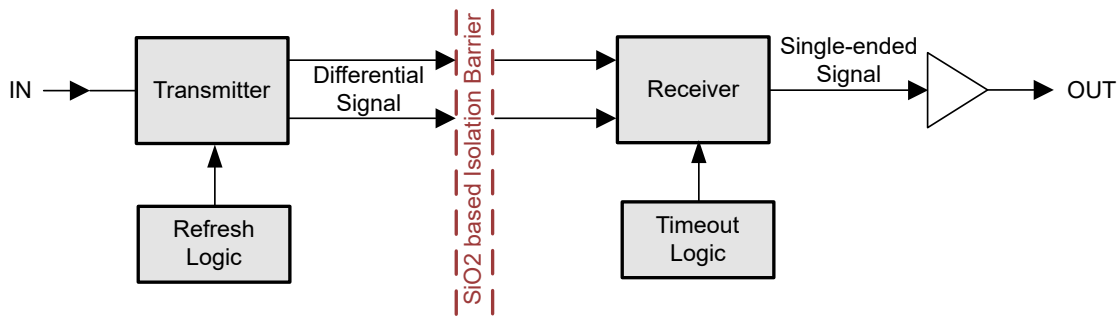 IN
Transmitter
Differential
Signal
SiO2 based Isolation Barrier
Receiver
Single-ended
Signal
OUT
Refresh
Logic
Timeout
Logic